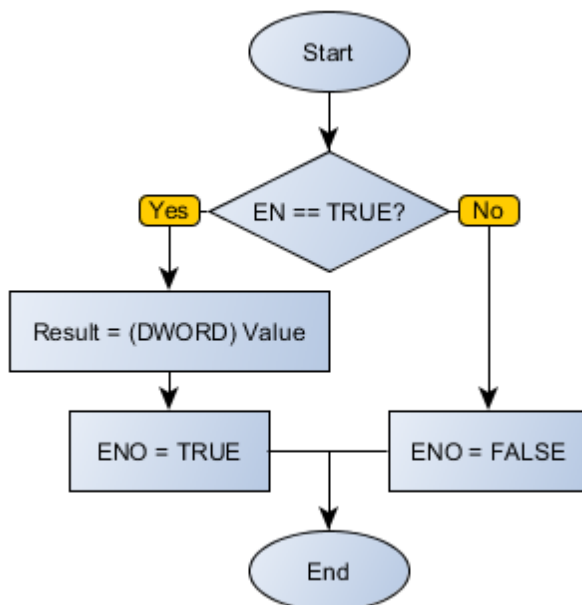 Start
EN == TRUE?
Yes
No
Result = (DWORD) Value
ENO = TRUE
ENO = FALSE
End